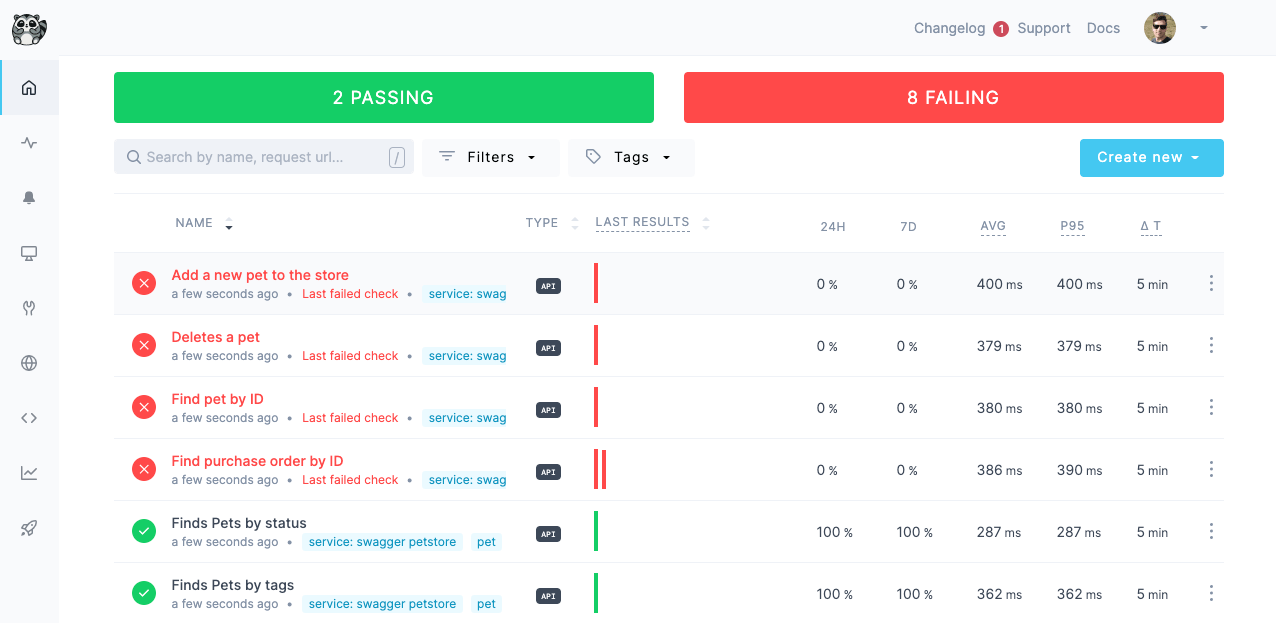 Changelog 1 Support Docs
2 PASSING 8 FAILING
Search by name, request url... / Filters Tags Create new
NAME TYPE LAST RESULTS 24H 7D AVG P95 Δ T
Add a new pet to the store
a few seconds ago • Last failed check • service: swag API 0 % 0 % 400 ms 400 ms 5 min
Deletes a pet
a few seconds ago • Last failed check • service: swag API 0 % 0 % 379 ms 379 ms 5 min
Find pet by ID
a few seconds ago • Last failed check • service: swag API 0 % 0 % 380 ms 380 ms 5 min
Find purchase order by ID
a few seconds ago • Last failed check • service: swag API 0 % 0 % 386 ms 390 ms 5 min
Finds Pets by status
a few seconds ago • service: swagger petstore pet API 100 % 100 % 287 ms 287 ms 5 min
Finds Pets by tags
a few seconds ago • service: swagger petstore pet API 100 % 100 % 362 ms 362 ms 5 min